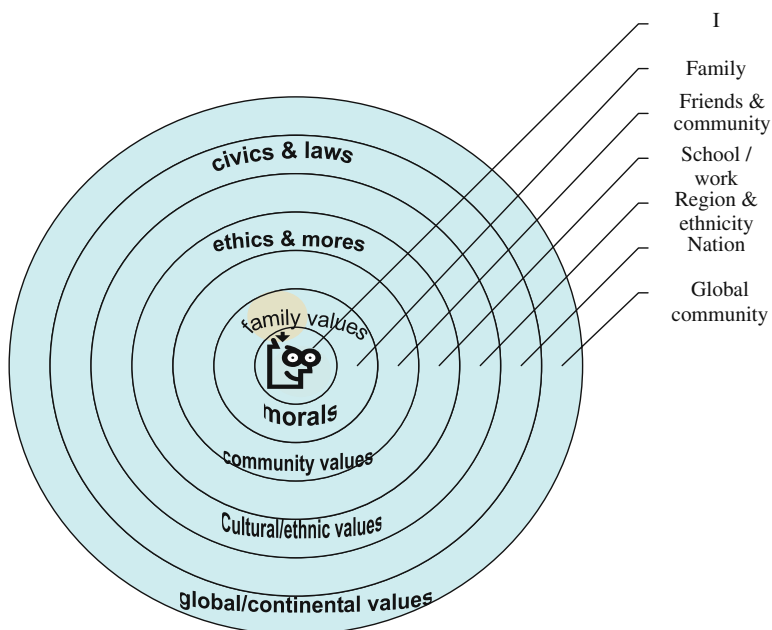 I
Family
Friends &
community
School /
work
Region &
ethnicity
Nation
Global
community
civics & laws
ethics & mores
family values
morals
community values
Cultural/ethnic values
global/continental values